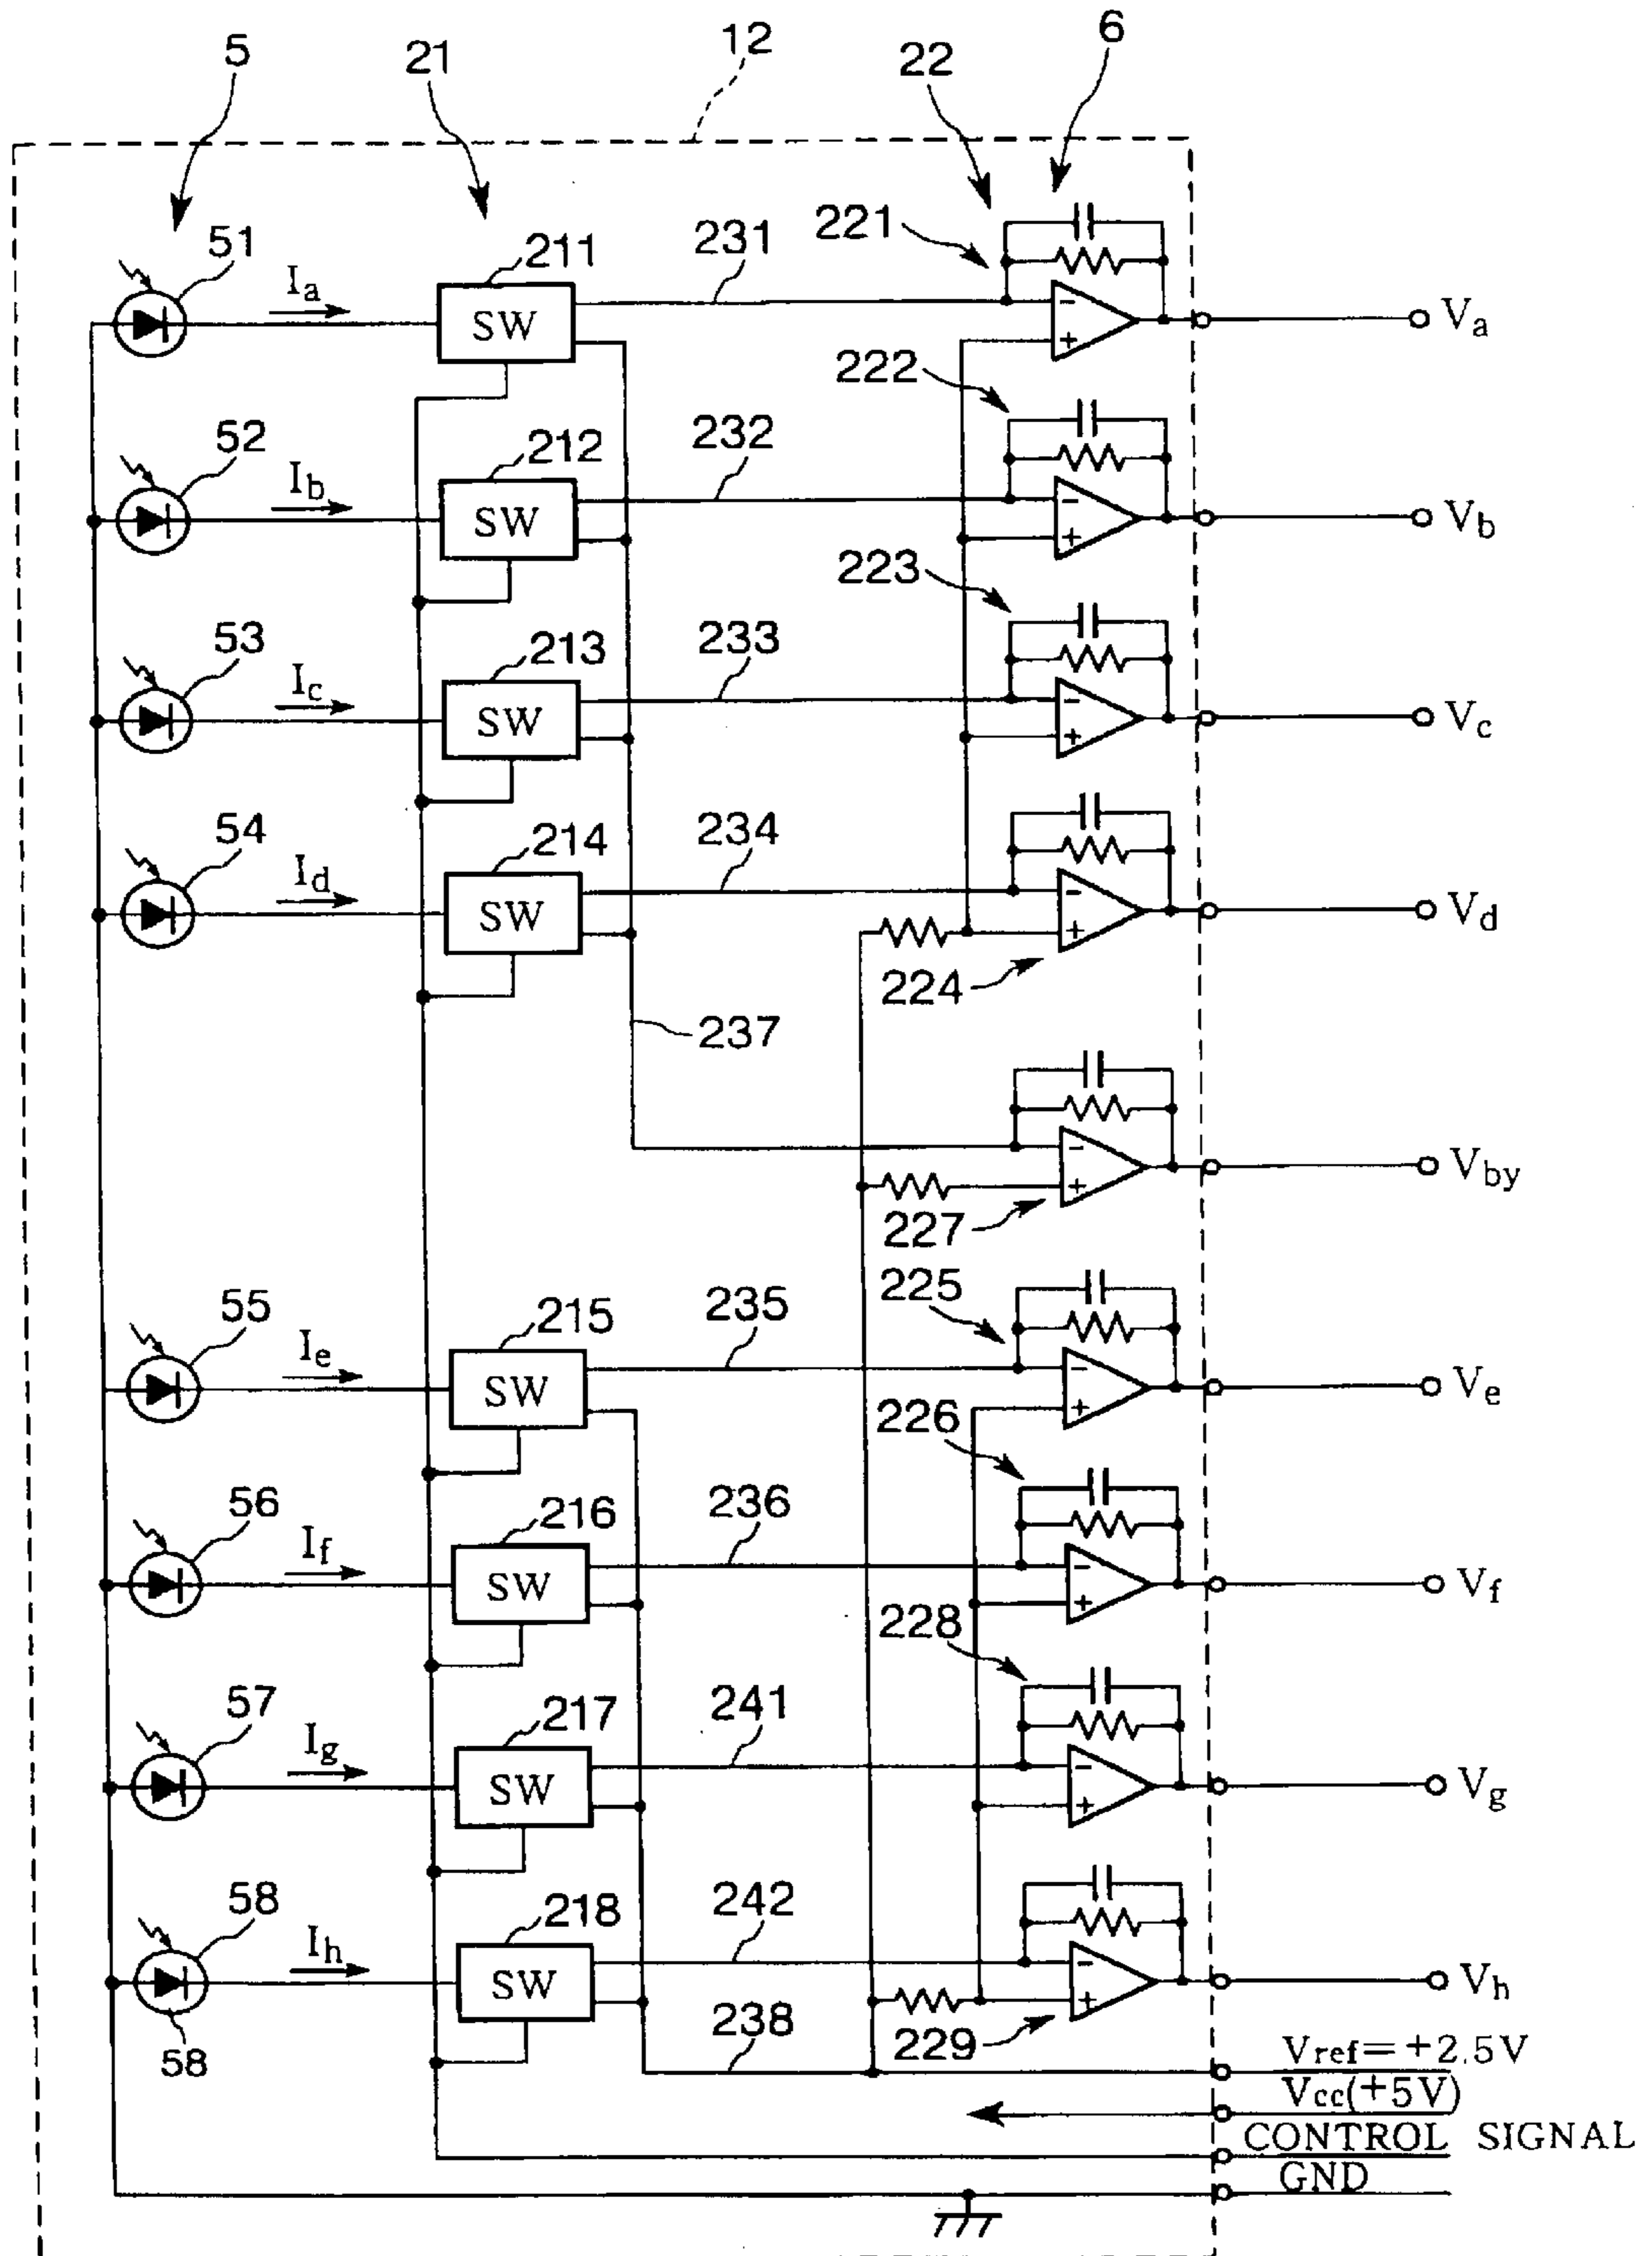 5 21 12 22 6
51 Ia 211 SW 231 221 - + Va
52 Ib 212 SW 232 222 - + Vb
53 Ic 213 SW 233 223 - + Vc
54 Id 214 SW 234 224 - + Vd
237 227 - + Vby
55 Ie 215 SW 235 225 - + Ve
56 If 216 SW 236 226 - + Vf
57 Ig 217 SW 241 228 - + Vg
58 Ih 218 SW 242 229 - + Vh
58 238
Vref=+2.5V
Vcc(+5V)
CONTROL SIGNAL
GND